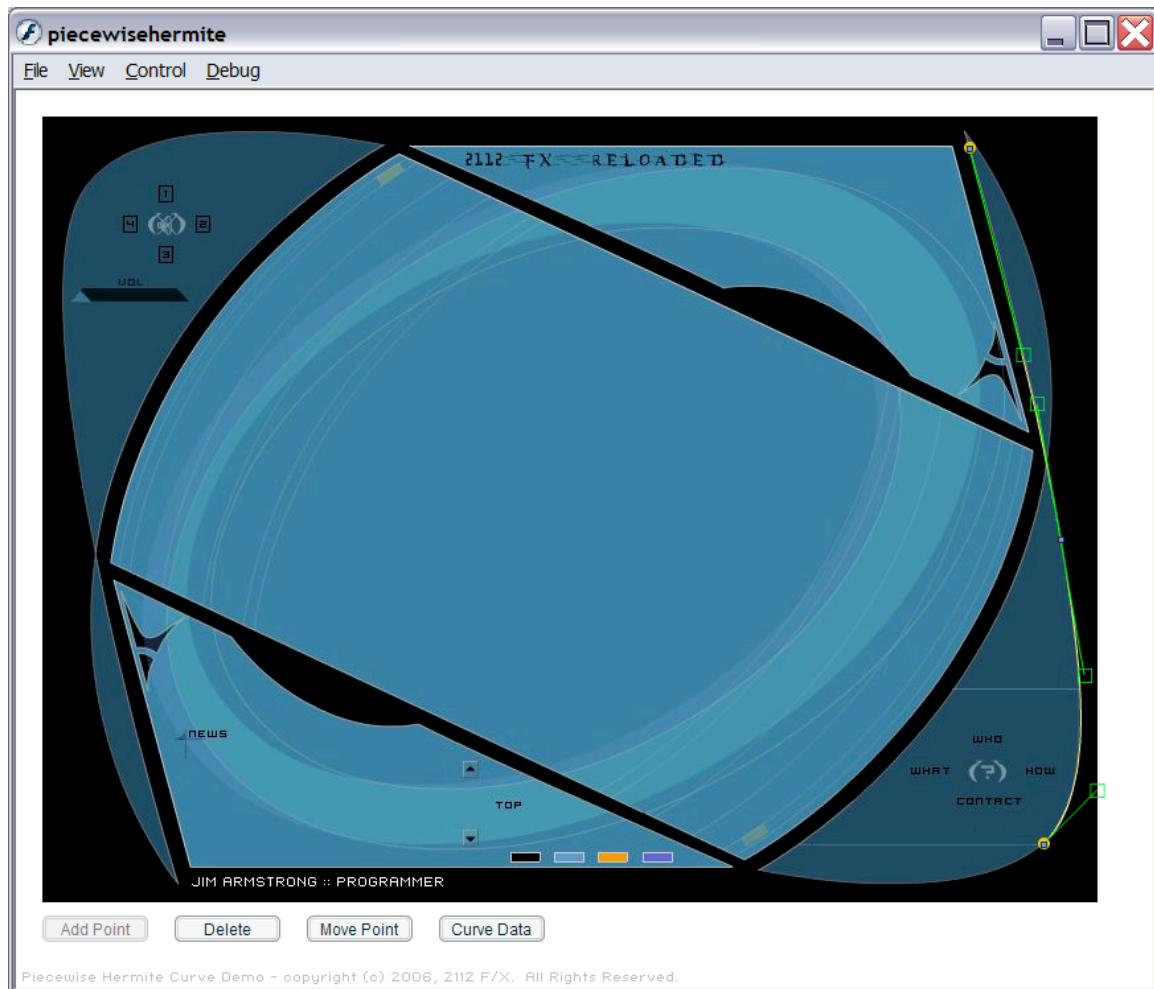 piecewisehermite
File View Control Debug
2112 FX RELOADED
1
4 2
3
VOL
NEWS
WHO
WHAT (?) HOW
CONTACT
TOP
JIM ARMSTRONG :: PROGRAMMER
Add Point Delete Move Point Curve Data
Piecewise Hermite Curve Demo - copyright (c) 2006, 2112 F/X. All Rights Reserved.